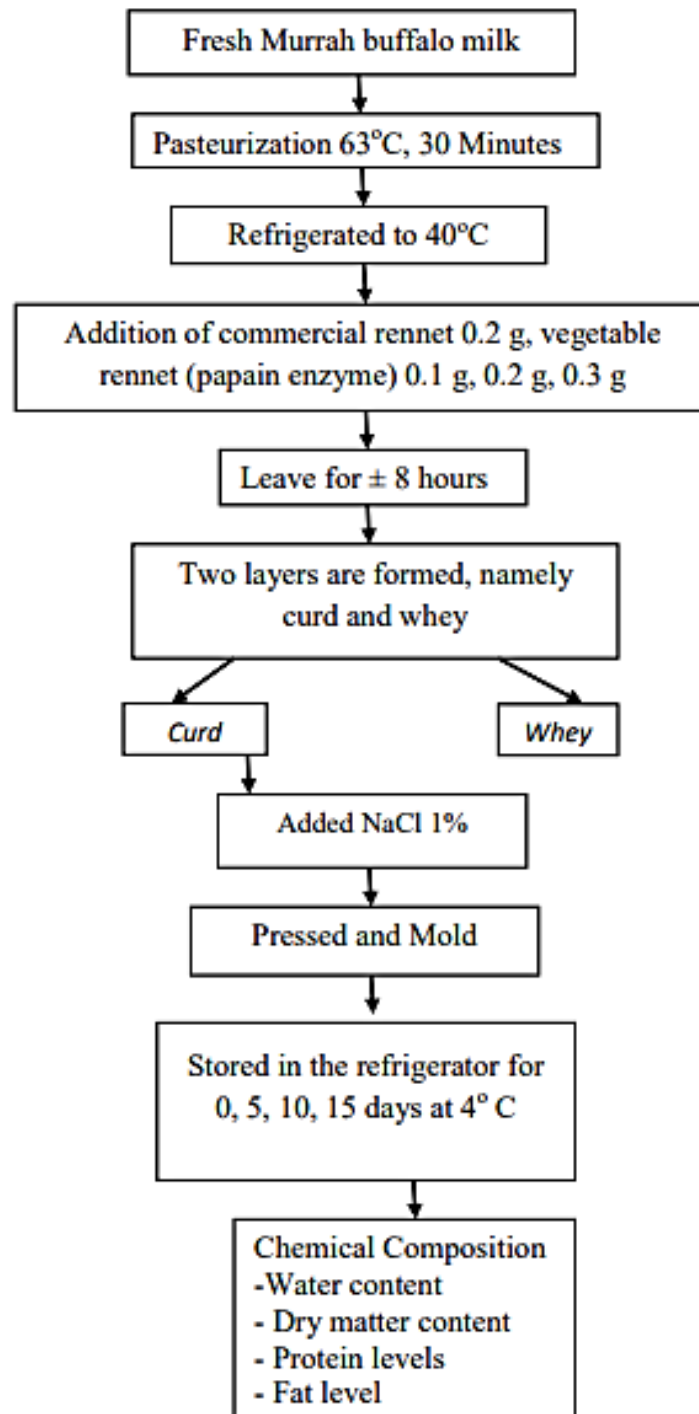 Fresh Murrah buffalo milk
Pasteurization 63°C, 30 Minutes
Refrigerated to 40°C
Addition of commercial rennet 0.2 g, vegetable
rennet (papain enzyme) 0.1 g, 0.2 g, 0.3 g
Leave for ± 8 hours
Two layers are formed, namely
curd and whey
Curd
Whey
Added NaCl 1%
Pressed and Mold
Stored in the refrigerator for
0, 5, 10, 15 days at 4° C
Chemical Composition
-Water content
- Dry matter content
- Protein levels
- Fat level